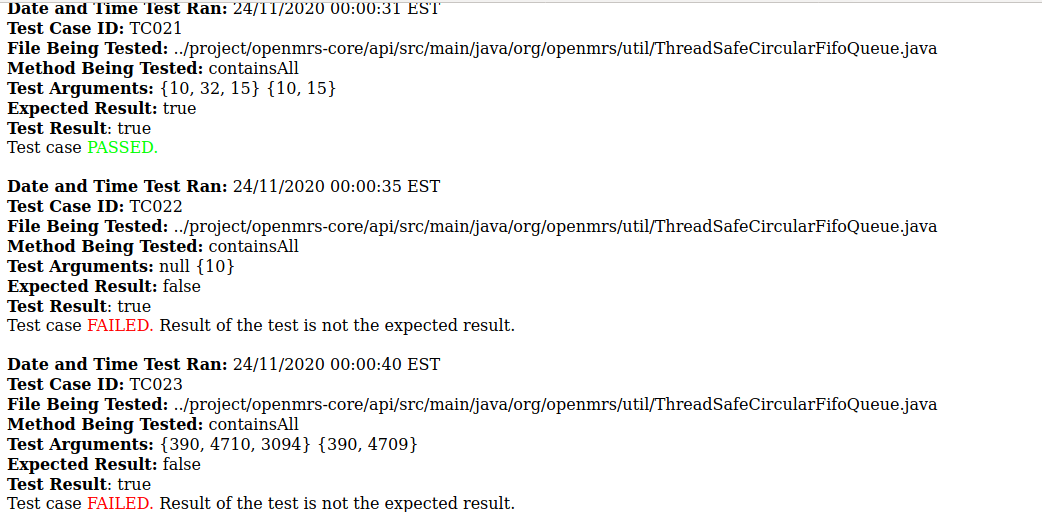 Date and Time Test Ran: 24/11/2020 00:00:31 EST
Test Case ID: TC021
File Being Tested: ../project/openmrs-core/api/src/main/java/org/openmrs/util/ThreadSafeCircularFifoQueue.java
Method Being Tested: containsAll
Test Arguments: {10, 32, 15} {10, 15}
Expected Result: true
Test Result: true
Test case PASSED.
Date and Time Test Ran: 24/11/2020 00:00:35 EST
Test Case ID: TC022
File Being Tested: ../project/openmrs-core/api/src/main/java/org/openmrs/util/ThreadSafeCircularFifoQueue.java
Method Being Tested: containsAll
Test Arguments: null {10}
Expected Result: false
Test Result: true
Test case FAILED. Result of the test is not the expected result.
Date and Time Test Ran: 24/11/2020 00:00:40 EST
Test Case ID: TC023
File Being Tested: ../project/openmrs-core/api/src/main/java/org/openmrs/util/ThreadSafeCircularFifoQueue.java
Method Being Tested: containsAll
Test Arguments: {390, 4710, 3094} {390, 4709}
Expected Result: false
Test Result: true
Test case FAILED. Result of the test is not the expected result.